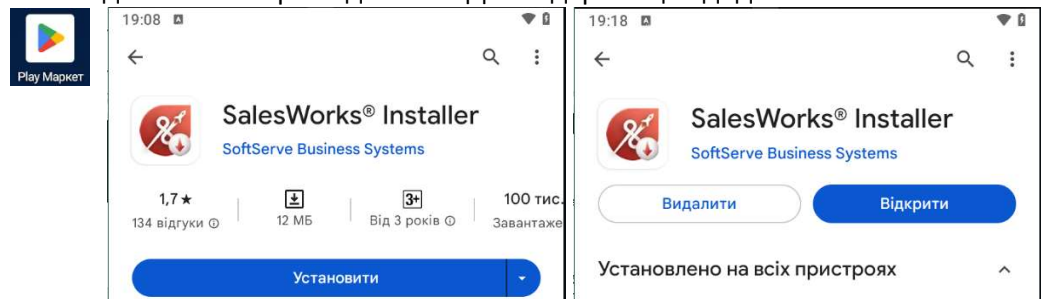 Play Маркет
19:08
SalesWorks® Installer
SoftServe Business Systems
1,7★
134 відгуки
12 МБ
3+
Від 3 років
100 тис.
Завантаже
Установити
19:18
SalesWorks® Installer
SoftServe Business Systems
Видалити
Відкрити
Установлено на всіх пристроях